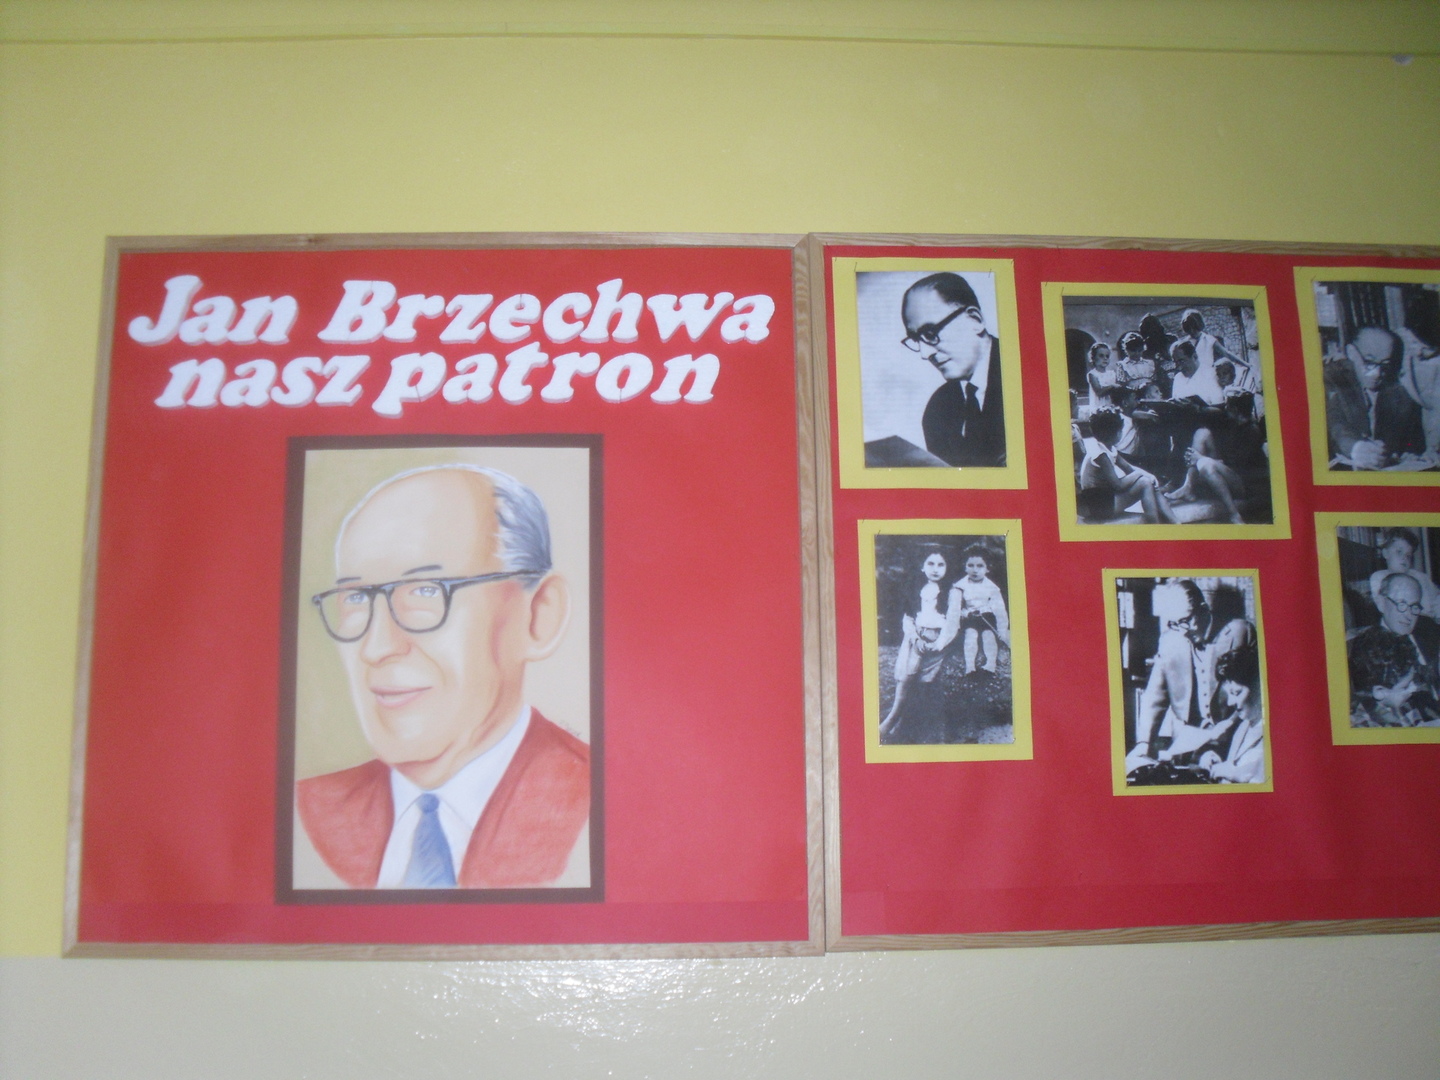 Jan Brzechwa
nasz patron